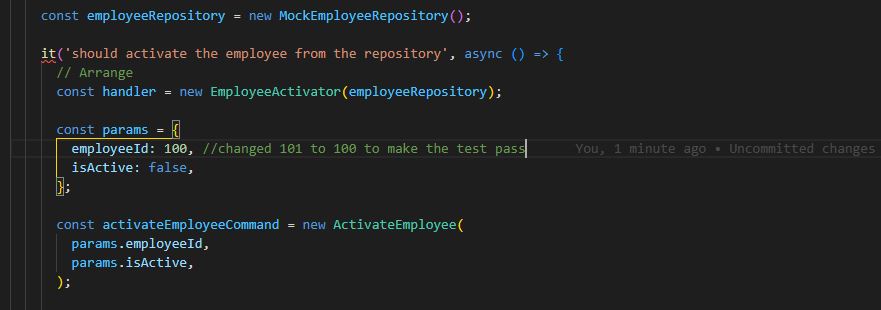 const employeeRepository = new MockEmployeeRepository();
it('should activate the employee from the repository', async () => {
// Arrange
const handler = new EmployeeActivator(employeeRepository);
const params = {
employeeId: 100, //changed 101 to 100 to make the test pass You, 1 minute ago • Uncommitted changes
isActive: false,
};
const activateEmployeeCommand = new ActivateEmployee(
params.employeeId,
params.isActive,
);